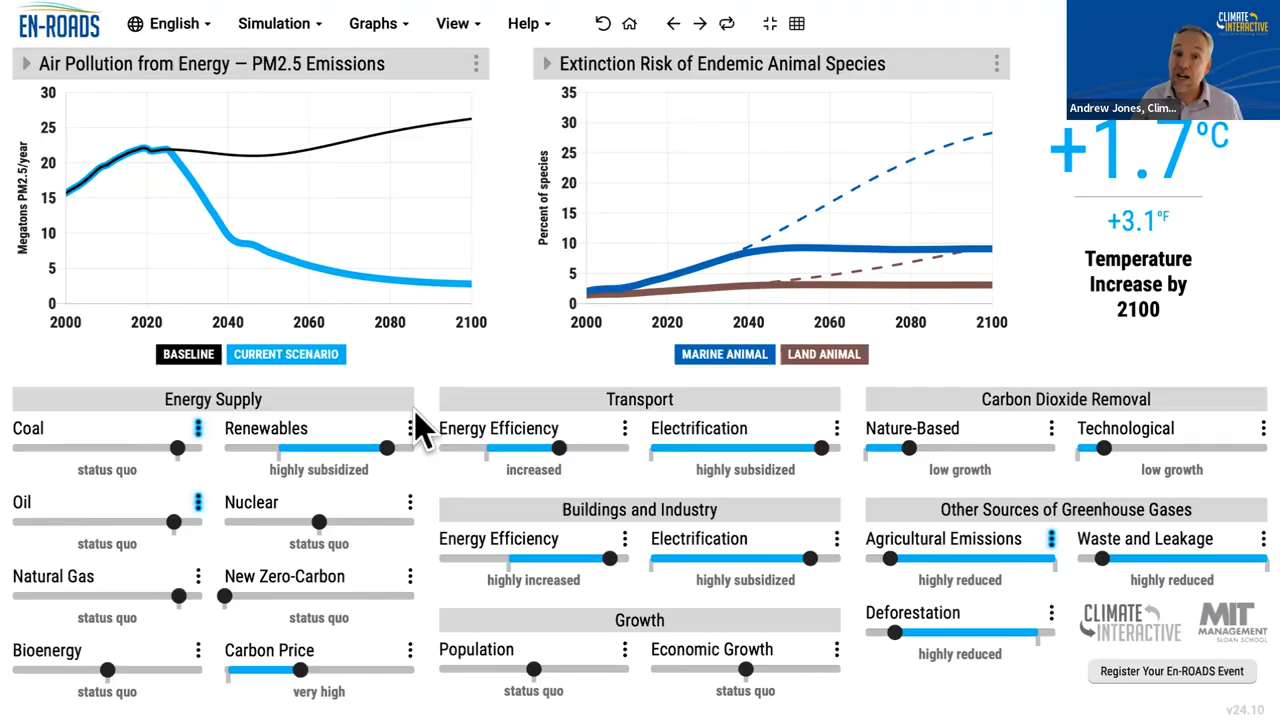 EN-ROADS
English
Simulation
Graphs
View
Help
CLIMATE
INTERACTIVE
Andrew Jones, Clim...
Air Pollution from Energy — PM2.5 Emissions
Megatons PM2.5/year
30
25
20
15
10
5
0
2000 2020 2040 2060 2080 2100
BASELINE CURRENT SCENARIO
Extinction Risk of Endemic Animal Species
Percent of species
35
30
25
20
15
10
5
0
2000 2020 2040 2060 2080 2100
MARINE ANIMAL LAND ANIMAL
+1.7°C
+3.1°F
Temperature
Increase by
2100
Energy Supply
Coal
status quo
Renewables
highly subsidized
Oil
status quo
Nuclear
status quo
Natural Gas
status quo
New Zero-Carbon
status quo
Bioenergy
status quo
Carbon Price
very high
Transport
Energy Efficiency
increased
Electrification
highly subsidized
Buildings and Industry
Energy Efficiency
highly increased
Electrification
highly subsidized
Growth
Population
status quo
Economic Growth
status quo
Carbon Dioxide Removal
Nature-Based
low growth
Technological
low growth
Other Sources of Greenhouse Gases
Agricultural Emissions
highly reduced
Waste and Leakage
highly reduced
Deforestation
highly reduced
CLIMATE
INTERACTIVE
MIT
MANAGEMENT
SLOAN SCHOOL
Register Your En-ROADS Event
v24.10